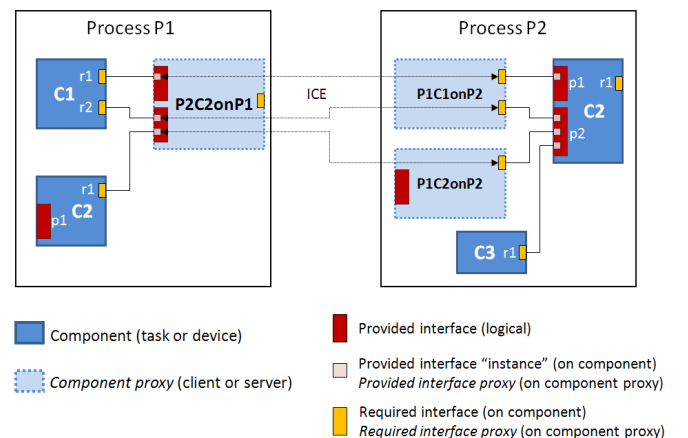 Process P1
Process P2
r1
C1
r2
P2C2onP1
ICE
P1C1onP2
p1
r1
C2
p2
r1
C2
p1
P1C2onP2
C3
r1
Component (task or device)
Component proxy (client or server)
Provided interface (logical)
Provided interface “instance” (on component)
Provided interface proxy (on component proxy)
Required interface (on component)
Required interface proxy (on component proxy)